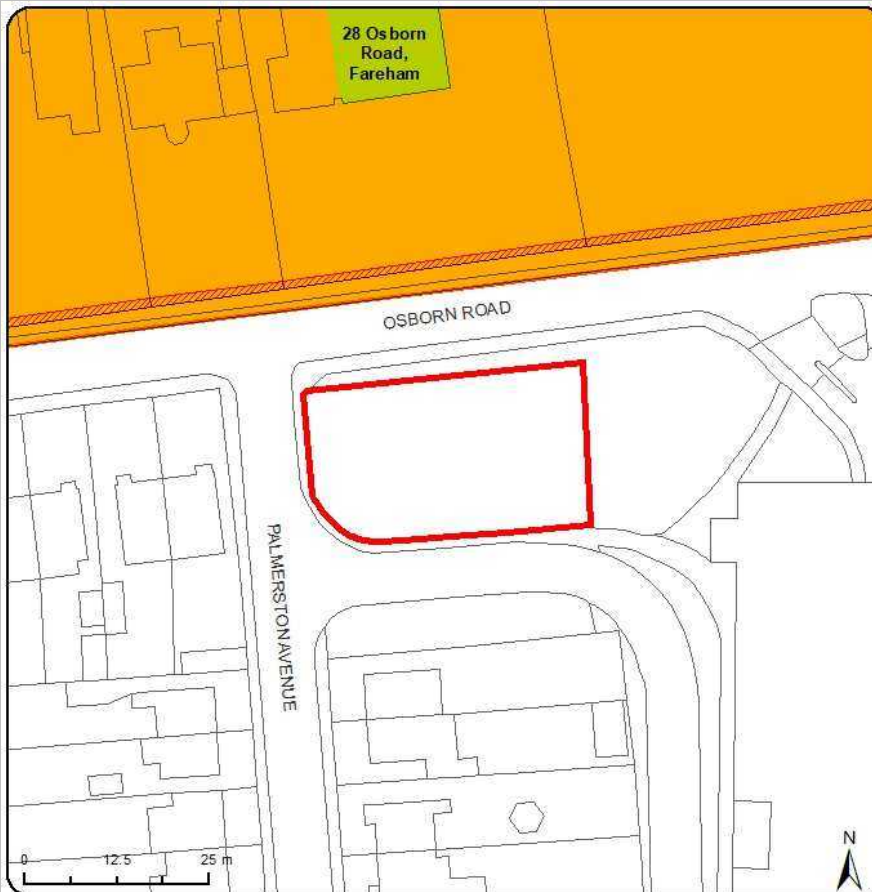 28 Osborn
Road,
Fareham
OSBORN ROAD
PALMERSTON AVENUE
N
0 12.5 25 m